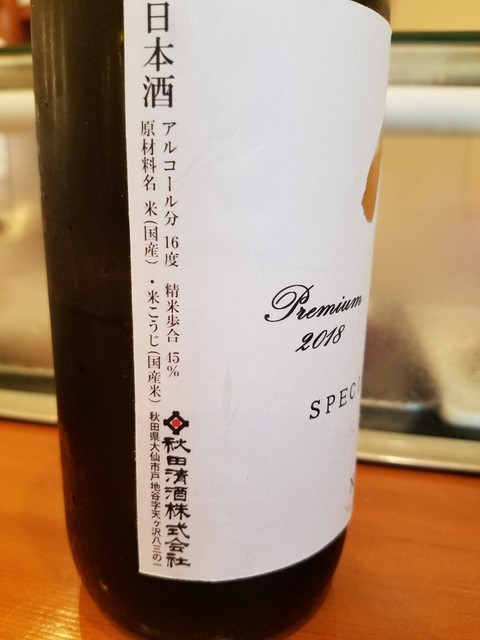 日本酒
アルコール分 16度 精米歩合 45%
原材料名 米(国産)・米こうじ(国産米)
秋田清酒株式会社
秋田県大仙市戸地谷字天ヶ沢八三の一
Premium
2018
SPEC